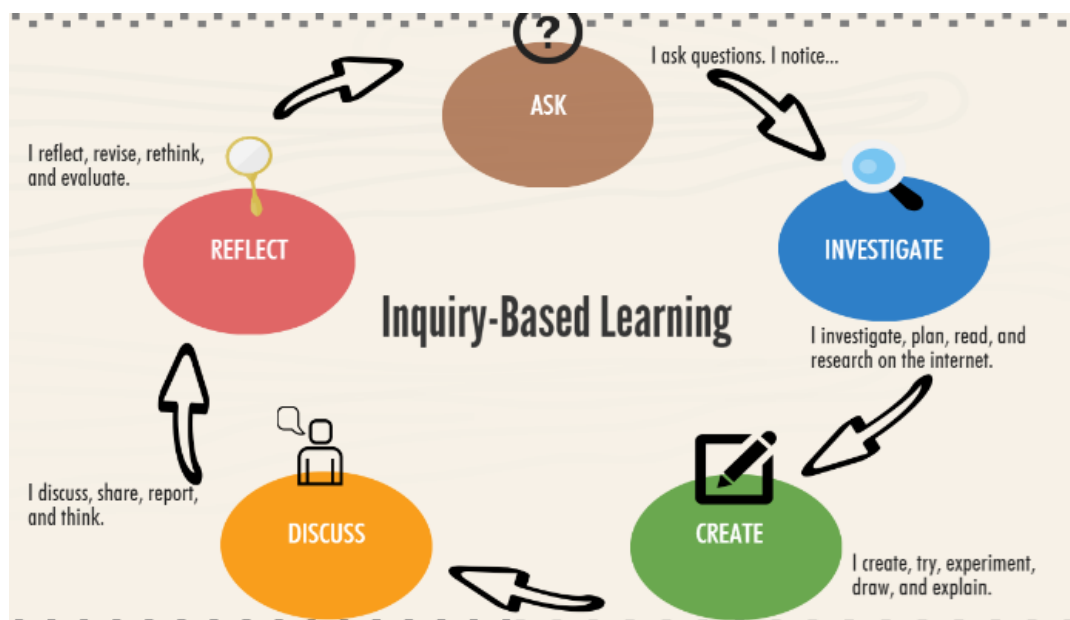 ?
ASK
I ask questions. I notice...
INVESTIGATE
I investigate, plan, read, and
research on the internet.
CREATE
I create, try, experiment,
draw, and explain.
DISCUSS
I discuss, share, report,
and think.
REFLECT
I reflect, revise, rethink,
and evaluate.
Inquiry-Based Learning